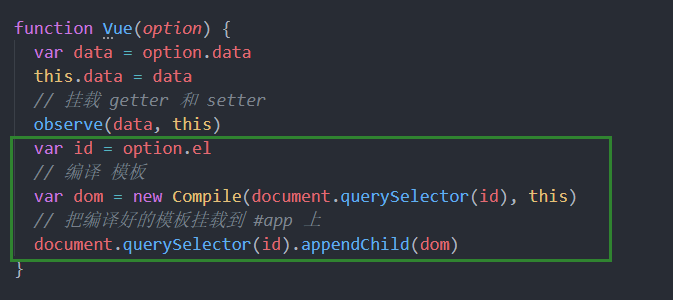 function Vue(option) {
var data = option.data
this.data = data
// 挂载 getter 和 setter
observe(data, this)
var id = option.el
// 编译 模板
var dom = new Compile(document.querySelector(id), this)
// 把编译好的模板挂载到 #app 上
document.querySelector(id).appendChild(dom)
}